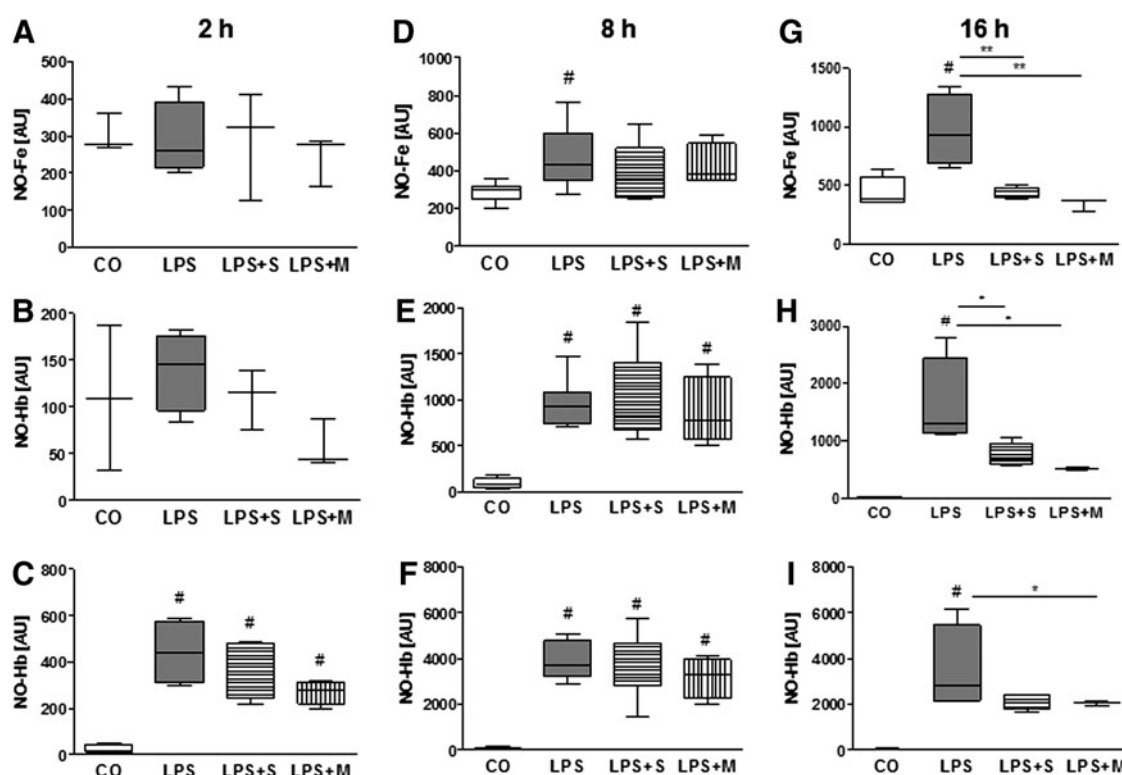 2 h
8 h
16 h
A
NO-Fe [AU]
500
400
300
200
100
0
CO LPS LPS+S LPS+M
D
NO-Fe [AU]
1000
800
600
400
200
0
#
CO LPS LPS+S LPS+M
G
NO-Fe [AU]
1500
1000
500
0
#
**
**
CO LPS LPS+S LPS+M
B
NO-Hb [AU]
200
150
100
50
0
CO LPS LPS+S LPS+M
E
NO-Hb [AU]
2000
1500
1000
500
0
# # #
CO LPS LPS+S LPS+M
H
NO-Hb [AU]
3000
2000
1000
0
#
*
*
CO LPS LPS+S LPS+M
C
NO-Hb [AU]
800
600
400
200
0
# # #
CO LPS LPS+S LPS+M
F
NO-Hb [AU]
8000
6000
4000
2000
0
# # #
CO LPS LPS+S LPS+M
I
NO-Hb [AU]
8000
6000
4000
2000
0
#
*
CO LPS LPS+S LPS+M